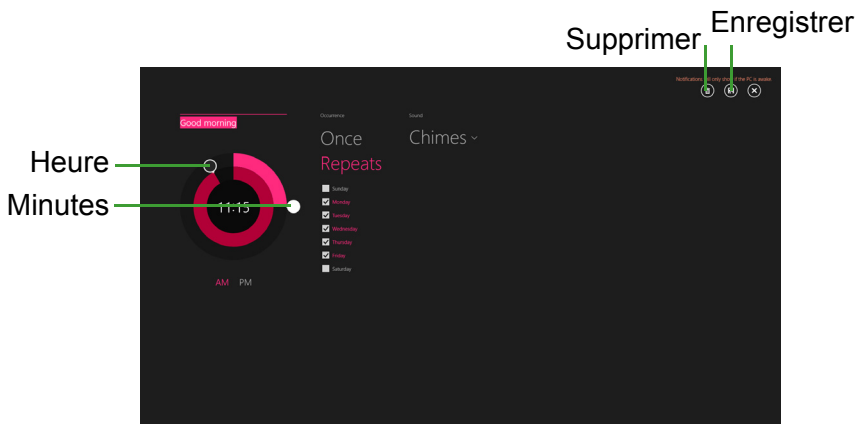 Supprimer
Enregistrer
Notifications will only show if the PC is awake
Good morning
Occurrence
Sound
Once
Chimes
Repeats
Heure
Minutes
11:15
Sunday
Monday
Tuesday
Wednesday
Thursday
Friday
Saturday
AM PM